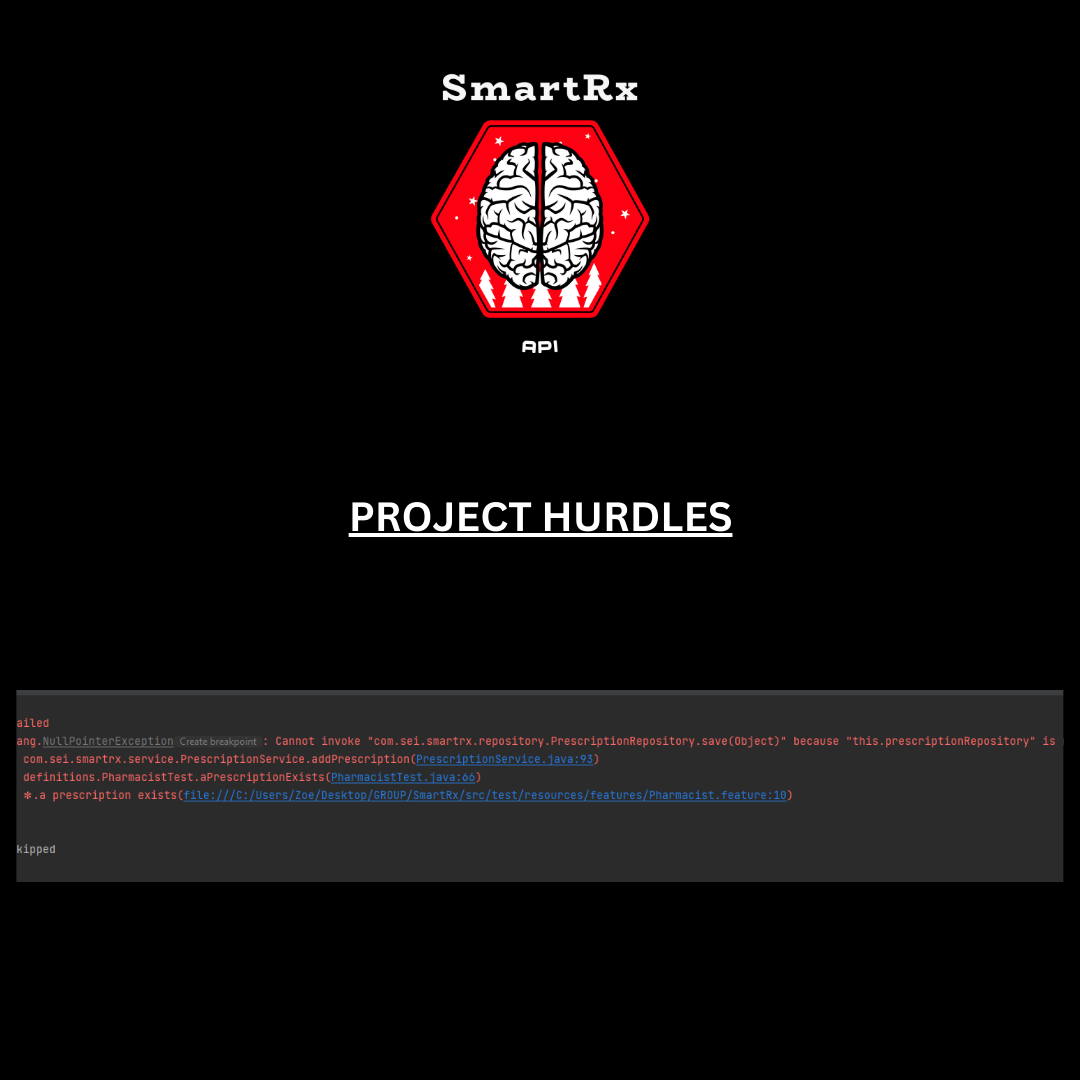 SmartRx
API
PROJECT HURDLES
ailed
ang.NullPointerException Create breakpoint : Cannot invoke "com.sei.smartrx.repository.PrescriptionRepository.save(Object)" because "this.prescriptionRepository" is
com.sei.smartrx.service.PrescriptionService.addPrescription(PrescriptionService.java:93)
definitions.PharmacistTest.aPrescriptionExists(PharmacistTest.java:66)
✽.a prescription exists(file:///C:/Users/Zoe/Desktop/GROUP/SmartRx/src/test/resources/features/Pharmacist.feature:10)
kipped